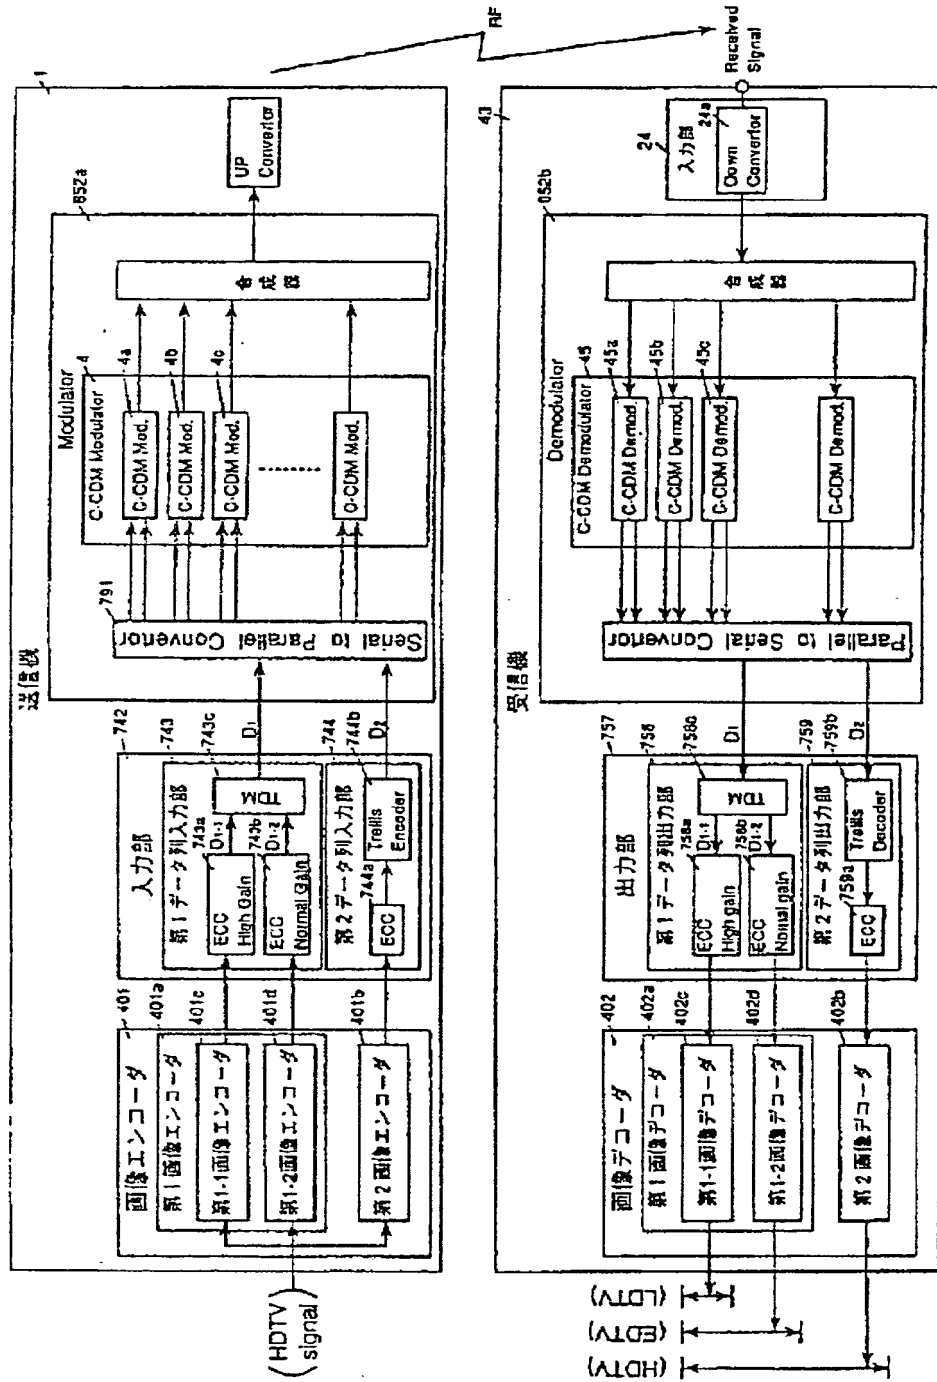 送信機
1
(HDTV signal)
画像エンコーダ
401
第1画像エンコーダ
401a
第1-1画像エンコーダ
401c
第1-2画像エンコーダ
401d
第2画像エンコーダ
401b
入力部
742
第1データ列入力部
743
ECC High Gain
743a
D1-1
ECC Normal Gain
743b
D1-2
TDM
743c
D1
第2データ列入力部
744
ECC
744a
Trellis Encoder
744b
D2
Modulator
852a
791
Serial to Parallel Convertor
C-CDM Modulator
4
C-CDM Mod.
4a
C-CDM Mod.
4b
C-CDM Mod.
4c
C-CDM Mod.
合成器
UP Convertor
RF
受信機
43
Received Signal
24
入力部
24a
Down Convertor
Demodulator
852b
合成器
C-CDM Demodulator
45
C-CDM Demod.
45a
C-CDM Demod.
45b
C-CDM Demod.
45c
C-CDM Demod.
Parallel to Serial Convertor
D1
D2
出力部
757
第1データ列出力部
758
TDM
758c
ECC High gain
758a
D1-1
ECC Normal gain
758b
D1-2
第2データ列出力部
759
Trellis Decoder
759b
ECC
759a
画像デコーダ
402
第1画像デコーダ
402a
第1-1画像デコーダ
402c
第1-2画像デコーダ
402d
第2画像デコーダ
402b
(LDTV)
(EDTV)
(HDTV)